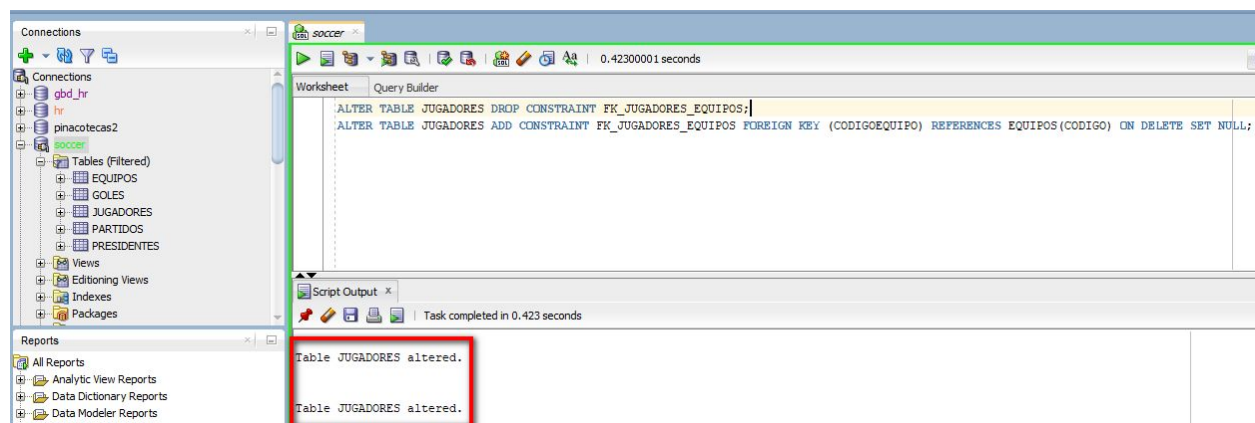 Connections
Connections
gbd_hr
hr
pinacotecas2
soccer
Tables (Filtered)
EQUIPOS
GOLES
JUGADORES
PARTIDOS
PRESIDENTES
Views
Editioning Views
Indexes
Packages
Reports
All Reports
Analytic View Reports
Data Dictionary Reports
Data Modeler Reports
soccer
0.42300001 seconds
Worksheet Query Builder
ALTER TABLE JUGADORES DROP CONSTRAINT FK_JUGADORES_EQUIPOS;
ALTER TABLE JUGADORES ADD CONSTRAINT FK_JUGADORES_EQUIPOS FOREIGN KEY (CODIGOEQUIPO) REFERENCES EQUIPOS(CODIGO) ON DELETE SET NULL;
Script Output
Task completed in 0.423 seconds
Table JUGADORES altered.
Table JUGADORES altered.